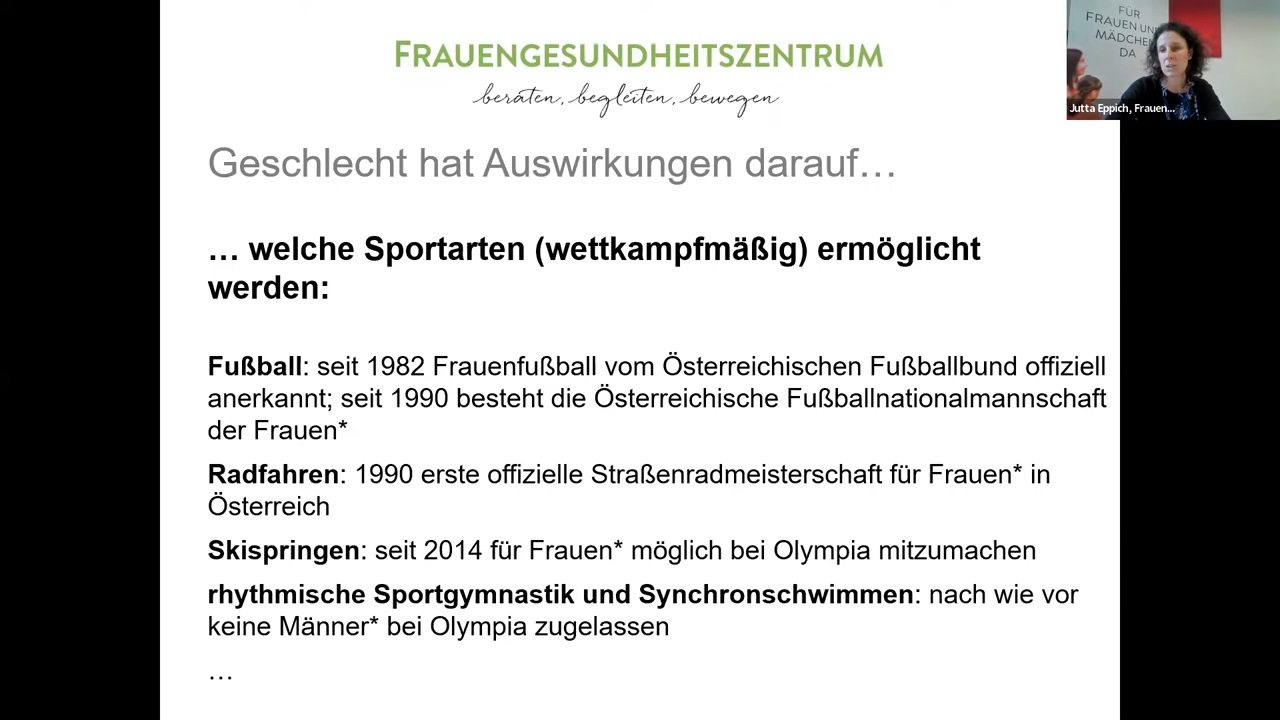 FRAUENGESUNDHEITSZENTRUM
beraten, begleiten, bewegen
FÜR
FRAUEN UND
MÄDCHEN
DA
Jutta Eppich, Frauen...
Geschlecht hat Auswirkungen darauf…
… welche Sportarten (wettkampfmäßig) ermöglicht
werden:
Fußball: seit 1982 Frauenfußball vom Österreichischen Fußballbund offiziell
anerkannt; seit 1990 besteht die Österreichische Fußballnationalmannschaft
der Frauen*
Radfahren: 1990 erste offizielle Straßenradmeisterschaft für Frauen* in
Österreich
Skispringen: seit 2014 für Frauen* möglich bei Olympia mitzumachen
rhythmische Sportgymnastik und Synchronschwimmen: nach wie vor
keine Männer* bei Olympia zugelassen
…